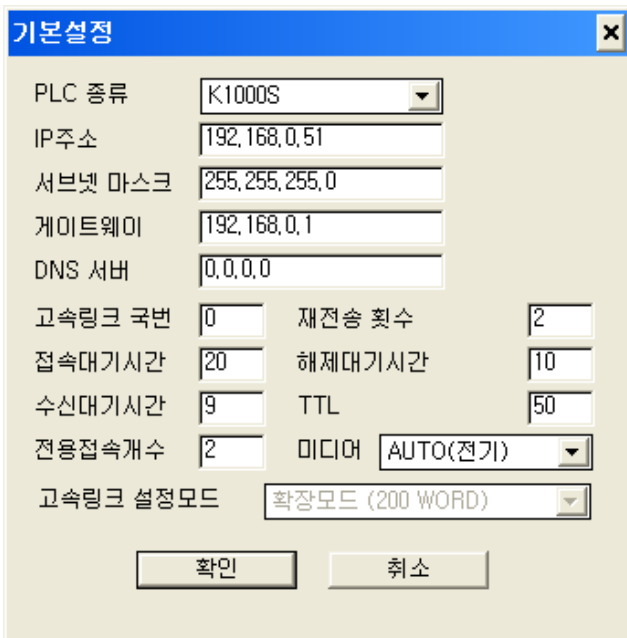 기본설정
PLC 종류 K1000S
IP주소 192,168,0,51
서브넷 마스크 255,255,255,0
게이트웨이 192,168,0,1
DNS 서버 0,0,0,0
고속링크 국번 0 재전송 횟수 2
접속대기시간 20 해제대기시간 10
수신대기시간 9 TTL 50
전용접속개수 2 미디어 AUTO(전기)
고속링크 설정모드 확장모드 (200 WORD)
확인 취소